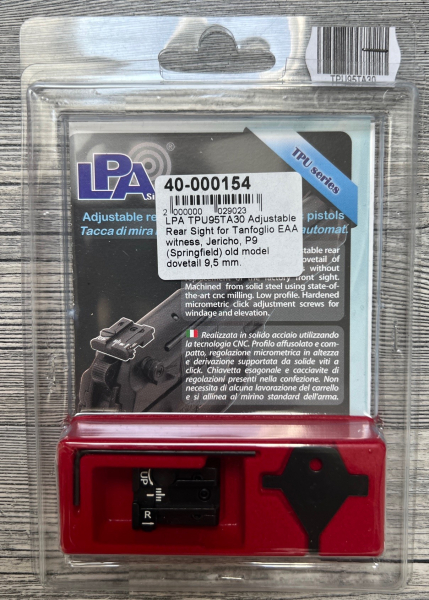 TPU95TA30
LPA
TPU series
40-000154
2 000000 029023
LPA TPU95TA30 Adjustable
Rear Sight for Tanfoglio EAA
witness, Jericho, P9
(Springfield) old model
dovetail 9,5 mm.
Adjustable re
pistols
Tacca di mira
automat.
table rear
ovetail of
without
the factory front sight.
Machined from solid steel using state-of-
the-art cnc milling. Low profile. Hardened
micrometric click adjustment screws for
windage and elevation.
Realizzata in solido acciaio utilizzando
la tecnologia CNC. Profilo affusolato e com-
patto, regolazione micrometrica in altezza
e derivazione supportata da solide viti a
click. Chiavetta esagonale e cacciavite di
regolazioni presenti nella confezione. Non
necessita di alcuna lavorazione del carrello
e si allinea al mirino standard dell'arma.
UP
R